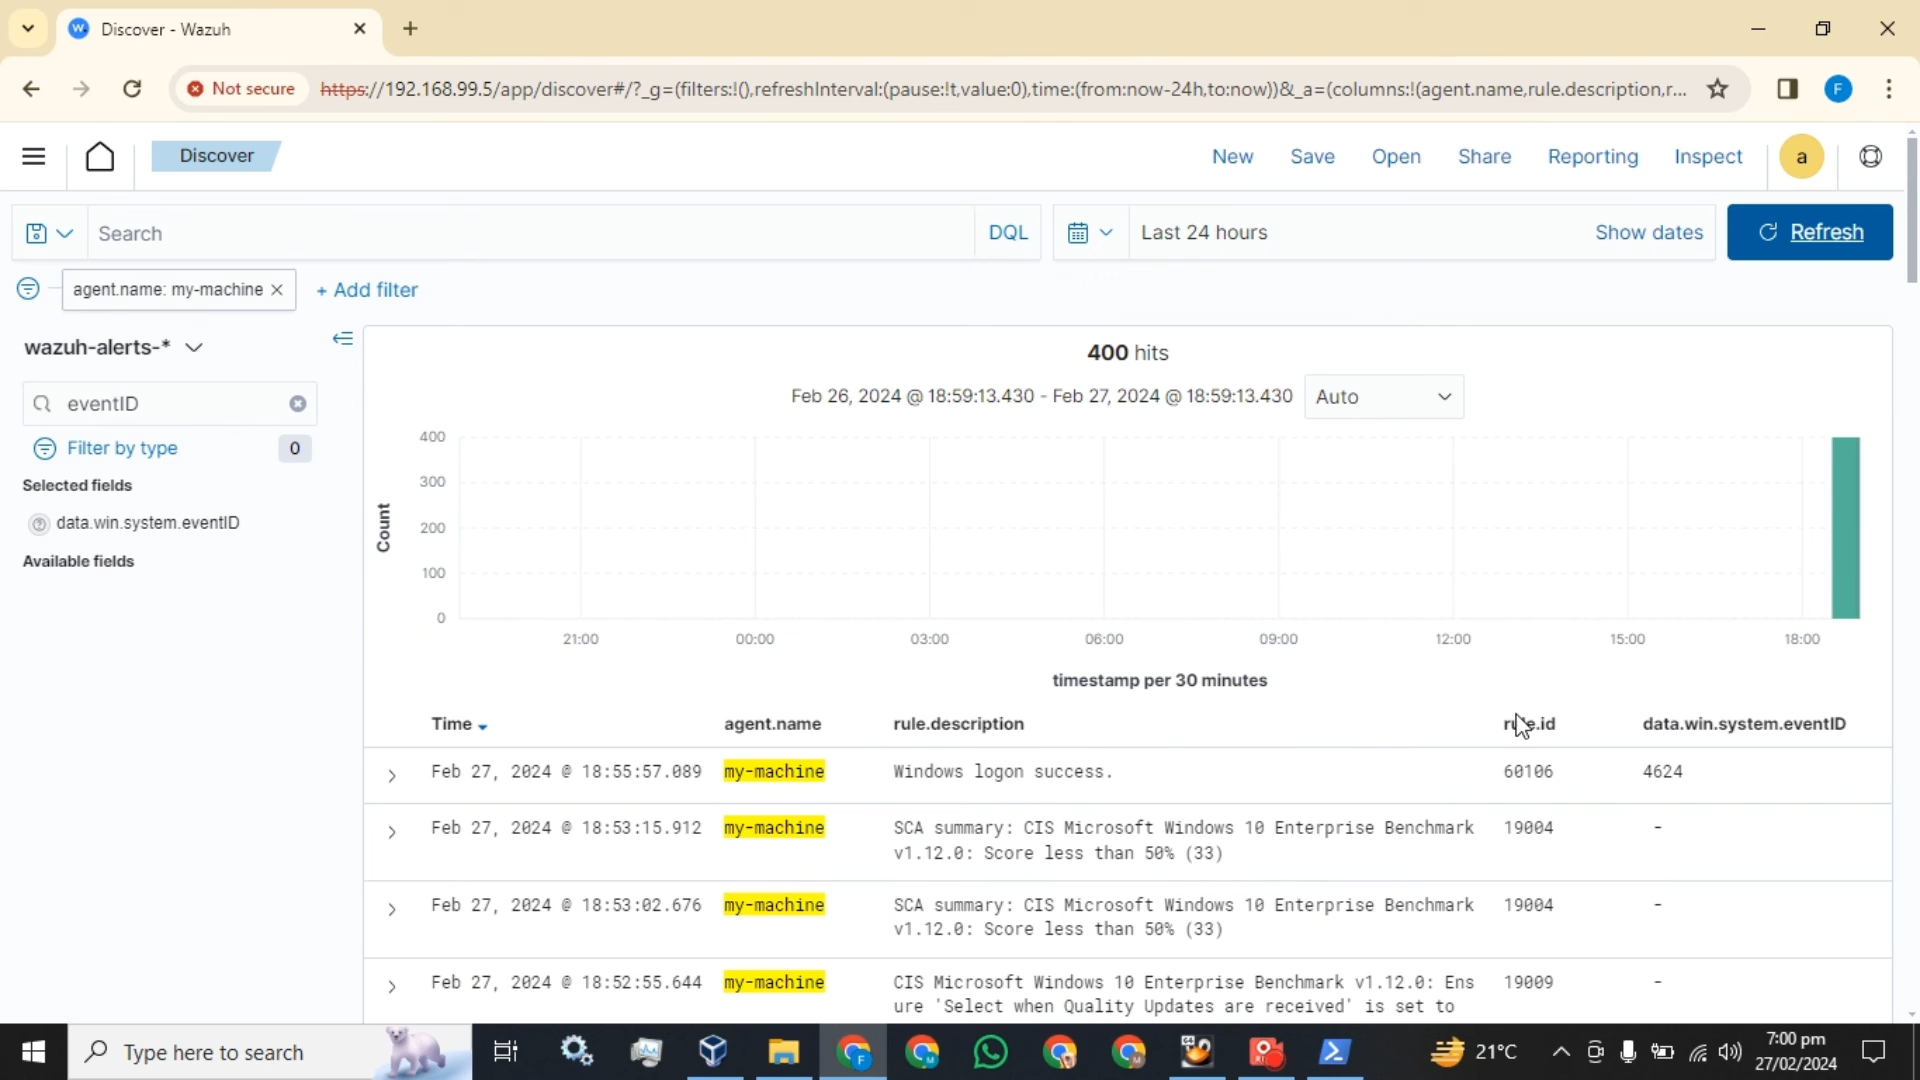 Discover - Wazuh
Not secure https://192.168.99.5/app/discover#/?_g=(filters:!(),refreshInterval:(pause:!t,value:0),time:(from:now-24h,to:now))&_a=(columns:!(agent.name,rule.description,r...
F
Discover
New Save Open Share Reporting Inspect a
Search DQL Last 24 hours Show dates Refresh
agent.name: my-machine + Add filter
wazuh-alerts-*
400 hits
eventID
Feb 26, 2024 @ 18:59:13.430 - Feb 27, 2024 @ 18:59:13.430 Auto
Filter by type 0
Selected fields
data.win.system.eventID
Available fields
400
300
200
100
0
Count
21:00 00:00 03:00 06:00 09:00 12:00 15:00 18:00
timestamp per 30 minutes
Time agent.name rule.description rule.id data.win.system.eventID
Feb 27, 2024 @ 18:55:57.089 my-machine Windows logon success. 60106 4624
Feb 27, 2024 @ 18:53:15.912 my-machine SCA summary: CIS Microsoft Windows 10 Enterprise Benchmark 19004 -
v1.12.0: Score less than 50% (33)
Feb 27, 2024 @ 18:53:02.676 my-machine SCA summary: CIS Microsoft Windows 10 Enterprise Benchmark 19004 -
v1.12.0: Score less than 50% (33)
Feb 27, 2024 @ 18:52:55.644 my-machine CIS Microsoft Windows 10 Enterprise Benchmark v1.12.0: Ens 19009 -
ure 'Select when Quality Updates are received' is set to
Type here to search
21°C
7:00 pm
27/02/2024